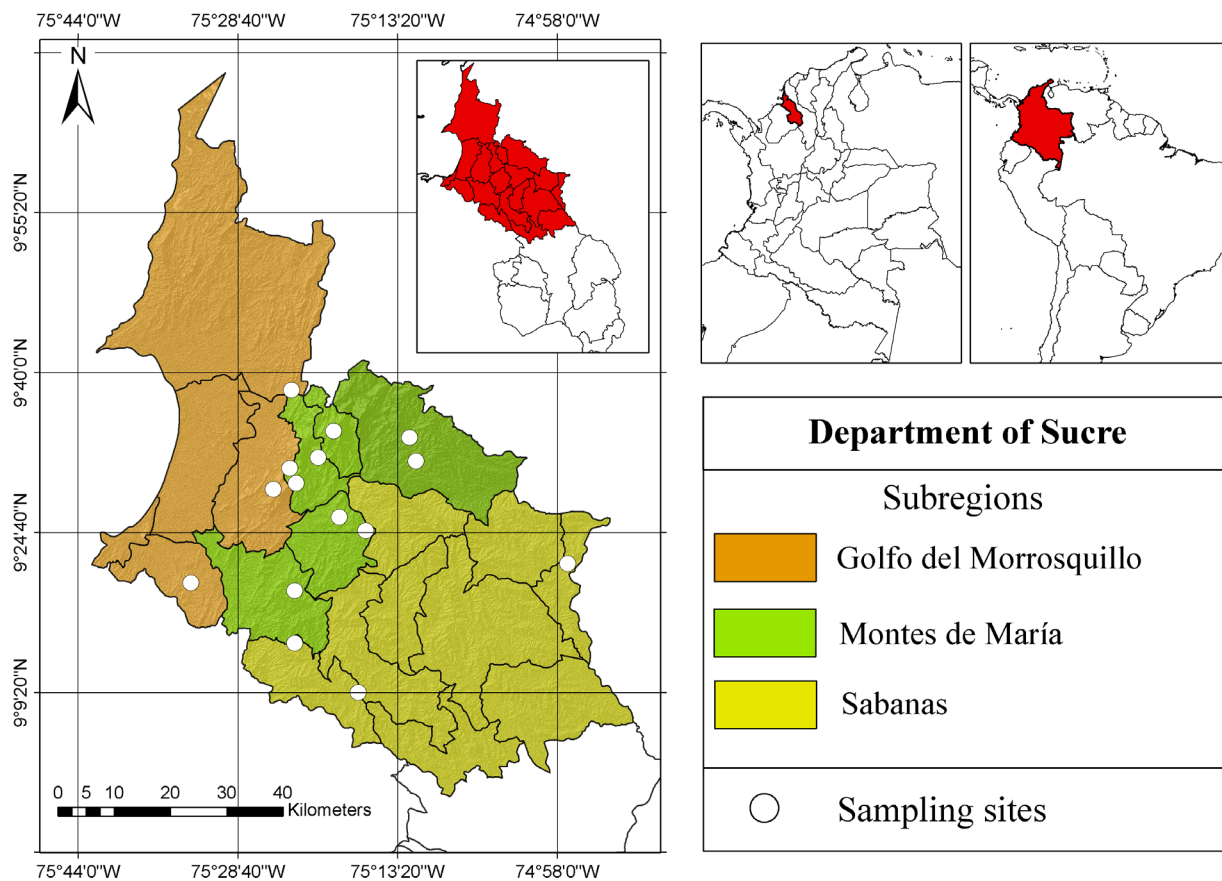 75°44'0"W 75°28'40"W 75°13'20"W 74°58'0"W
N
9°55'20"N
9°40'0"N
9°24'40"N
9°9'20"N
0 5 10 20 30 40
Kilometers
75°44'0"W 75°28'40"W 75°13'20"W 74°58'0"W
Department of Sucre
Subregions
Golfo del Morrosquillo
Montes de María
Sabanas
Sampling sites